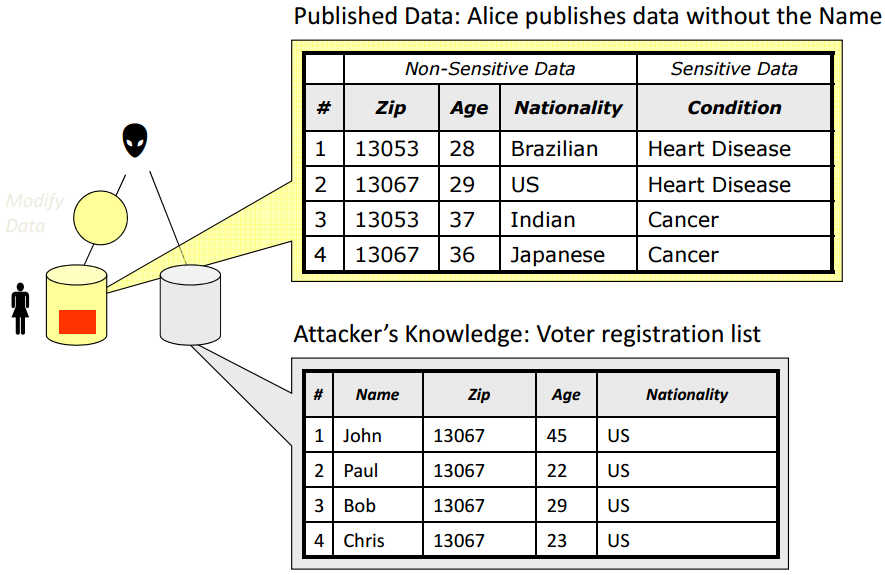 Published Data: Alice publishes data without the Name
Non-Sensitive Data Sensitive Data
# Zip Age Nationality Condition
1 13053 28 Brazilian Heart Disease
2 13067 29 US Heart Disease
3 13053 37 Indian Cancer
4 13067 36 Japanese Cancer
Modify
Data
Attacker’s Knowledge: Voter registration list
# Name Zip Age Nationality
1 John 13067 45 US
2 Paul 13067 22 US
3 Bob 13067 29 US
4 Chris 13067 23 US